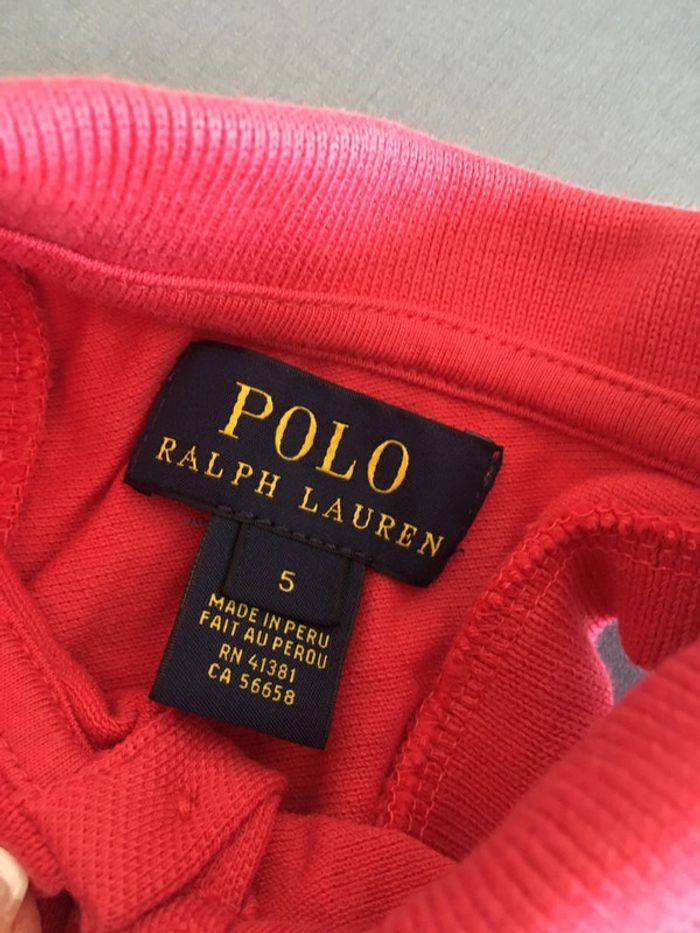 POLO
RALPH LAUREN
5
MADE IN PERU
FAIT AU PEROU
RN 41381
CA 56658